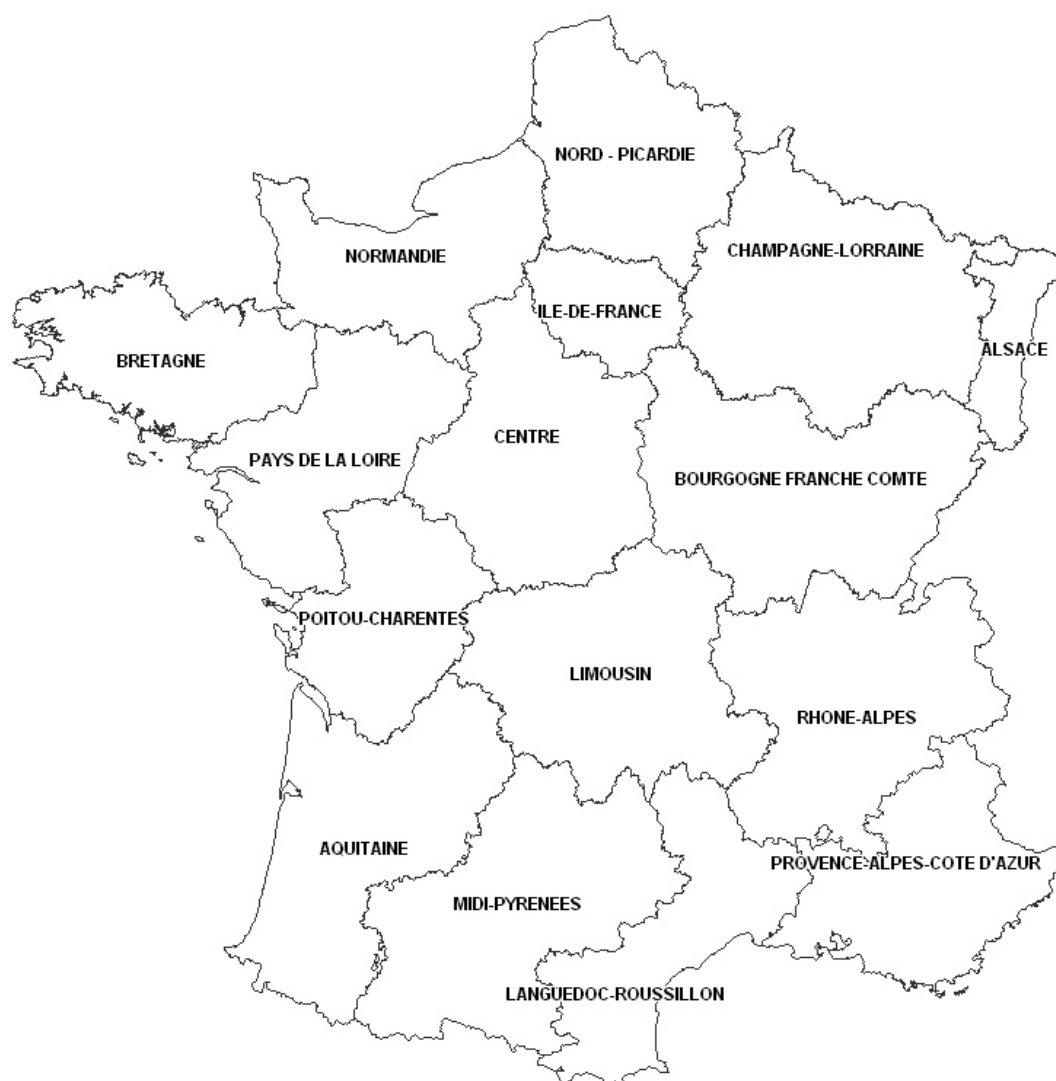 NORD - PICARDIE
CHAMPAGNE-LORRAINE
NORMANDIE
ILE-DE-FRANCE
ALSACE
BRETAGNE
CENTRE
PAYS DE LA LOIRE
BOURGOGNE FRANCHE COMTE
POITOU-CHARENTES
LIMOUSIN
RHONE-ALPES
AQUITAINE
PROVENCE-ALPES-COTE D'AZUR
MIDI-PYRENEES
LANGUEDOC-ROUSSILLON